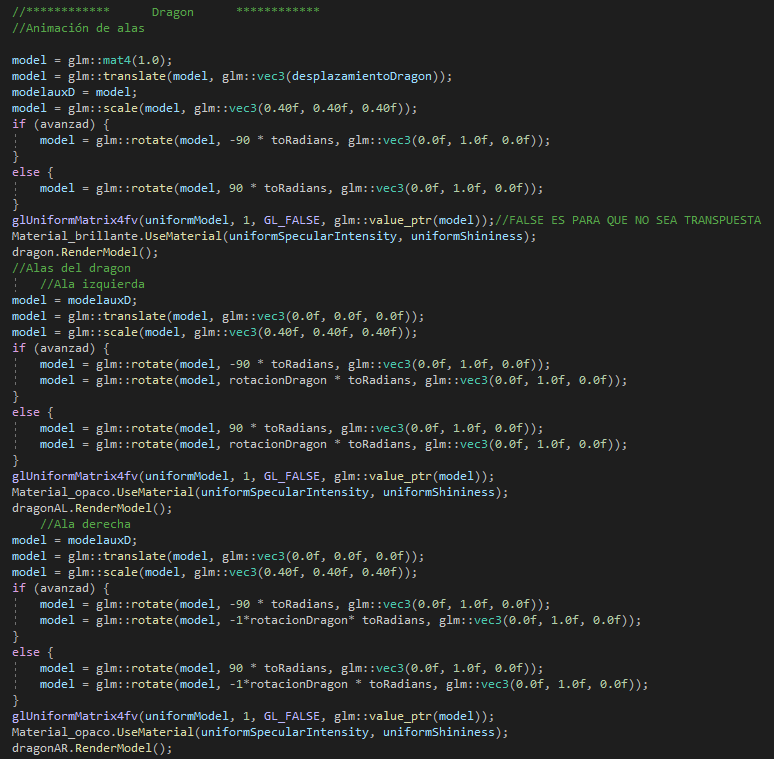 //************      Dragon      ************
//Animación de alas
model = glm::mat4(1.0);
model = glm::translate(model, glm::vec3(desplazamientoDragon));
modelauxD = model;
model = glm::scale(model, glm::vec3(0.40f, 0.40f, 0.40f));
if (avanzad) {
model = glm::rotate(model, -90 * toRadians, glm::vec3(0.0f, 1.0f, 0.0f));
}
else {
model = glm::rotate(model, 90 * toRadians, glm::vec3(0.0f, 1.0f, 0.0f));
}
glUniformMatrix4fv(uniformModel, 1, GL_FALSE, glm::value_ptr(model));//FALSE ES PARA QUE NO SEA TRANSPUESTA
Material_brillante.UseMaterial(uniformSpecularIntensity, uniformShininess);
dragon.RenderModel();
//Alas del dragon
//Ala izquierda
model = modelauxD;
model = glm::translate(model, glm::vec3(0.0f, 0.0f, 0.0f));
model = glm::scale(model, glm::vec3(0.40f, 0.40f, 0.40f));
if (avanzad) {
model = glm::rotate(model, -90 * toRadians, glm::vec3(0.0f, 1.0f, 0.0f));
model = glm::rotate(model, rotacionDragon * toRadians, glm::vec3(0.0f, 1.0f, 0.0f));
}
else {
model = glm::rotate(model, 90 * toRadians, glm::vec3(0.0f, 1.0f, 0.0f));
model = glm::rotate(model, rotacionDragon * toRadians, glm::vec3(0.0f, 1.0f, 0.0f));
}
glUniformMatrix4fv(uniformModel, 1, GL_FALSE, glm::value_ptr(model));
Material_opaco.UseMaterial(uniformSpecularIntensity, uniformShininess);
dragonAL.RenderModel();
//Ala derecha
model = modelauxD;
model = glm::translate(model, glm::vec3(0.0f, 0.0f, 0.0f));
model = glm::scale(model, glm::vec3(0.40f, 0.40f, 0.40f));
if (avanzad) {
model = glm::rotate(model, -90 * toRadians, glm::vec3(0.0f, 1.0f, 0.0f));
model = glm::rotate(model, -1*rotacionDragon* toRadians, glm::vec3(0.0f, 1.0f, 0.0f));
}
else {
model = glm::rotate(model, 90 * toRadians, glm::vec3(0.0f, 1.0f, 0.0f));
model = glm::rotate(model, -1*rotacionDragon * toRadians, glm::vec3(0.0f, 1.0f, 0.0f));
}
glUniformMatrix4fv(uniformModel, 1, GL_FALSE, glm::value_ptr(model));
Material_opaco.UseMaterial(uniformSpecularIntensity, uniformShininess);
dragonAR.RenderModel();